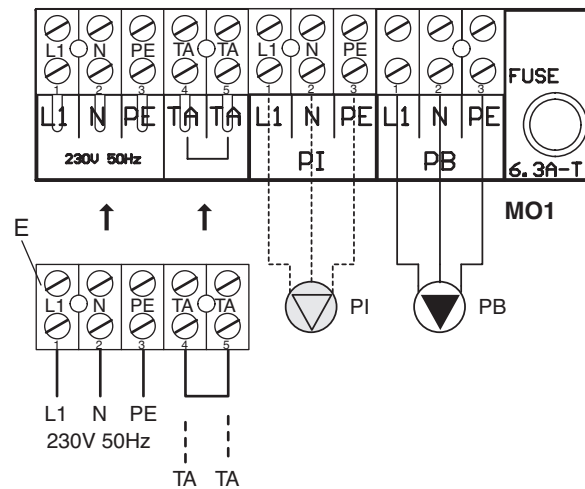 L1 N PE TA TA L1 N PE
1 2 3 4 5 1 2 3 1 2 3
FUSE
L1 N PE TA TA L1 N PE L1 N PE
230V 50Hz PI PB
6.3A-T
MO1
E
L1 N PE TA TA
1 2 3 4 5
PI PB
L1 N PE
230V 50Hz
TA TA